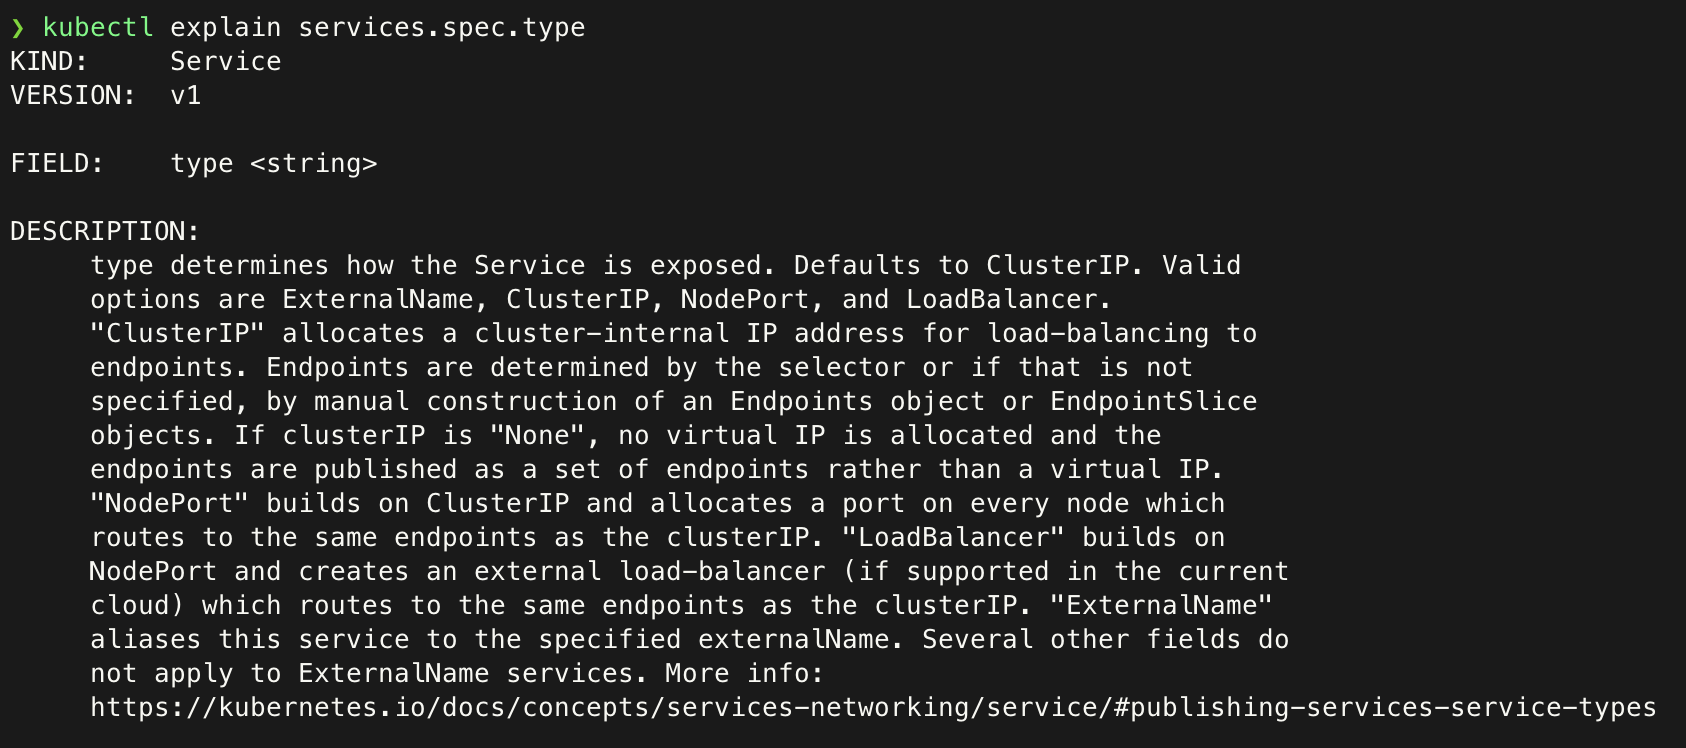 ❯ kubectl explain services.spec.type
KIND:     Service
VERSION:  v1

FIELD:    type <string>

DESCRIPTION:
     type determines how the Service is exposed. Defaults to ClusterIP. Valid
     options are ExternalName, ClusterIP, NodePort, and LoadBalancer.
     "ClusterIP" allocates a cluster-internal IP address for load-balancing to
     endpoints. Endpoints are determined by the selector or if that is not
     specified, by manual construction of an Endpoints object or EndpointSlice
     objects. If clusterIP is "None", no virtual IP is allocated and the
     endpoints are published as a set of endpoints rather than a virtual IP.
     "NodePort" builds on ClusterIP and allocates a port on every node which
     routes to the same endpoints as the clusterIP. "LoadBalancer" builds on
     NodePort and creates an external load-balancer (if supported in the current
     cloud) which routes to the same endpoints as the clusterIP. "ExternalName"
     aliases this service to the specified externalName. Several other fields do
     not apply to ExternalName services. More info:
     https://kubernetes.io/docs/concepts/services-networking/service/#publishing-services-service-types